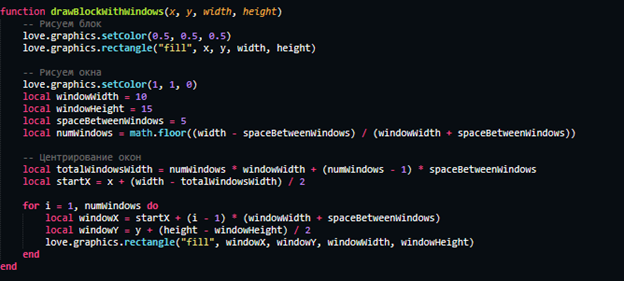 function drawBlockWithWindows(x, y, width, height)
    -- Рисуем блок
    love.graphics.setColor(0.5, 0.5, 0.5)
    love.graphics.rectangle("fill", x, y, width, height)

    -- Рисуем окна
    love.graphics.setColor(1, 1, 0)
    local windowWidth = 10
    local windowHeight = 15
    local spaceBetweenWindows = 5
    local numWindows = math.floor((width - spaceBetweenWindows) / (windowWidth + spaceBetweenWindows))

    -- Центрирование окон
    local totalWindowsWidth = numWindows * windowWidth + (numWindows - 1) * spaceBetweenWindows
    local startX = x + (width - totalWindowsWidth) / 2

    for i = 1, numWindows do
        local windowX = startX + (i - 1) * (windowWidth + spaceBetweenWindows)
        local windowY = y + (height - windowHeight) / 2
        love.graphics.rectangle("fill", windowX, windowY, windowWidth, windowHeight)
    end
end